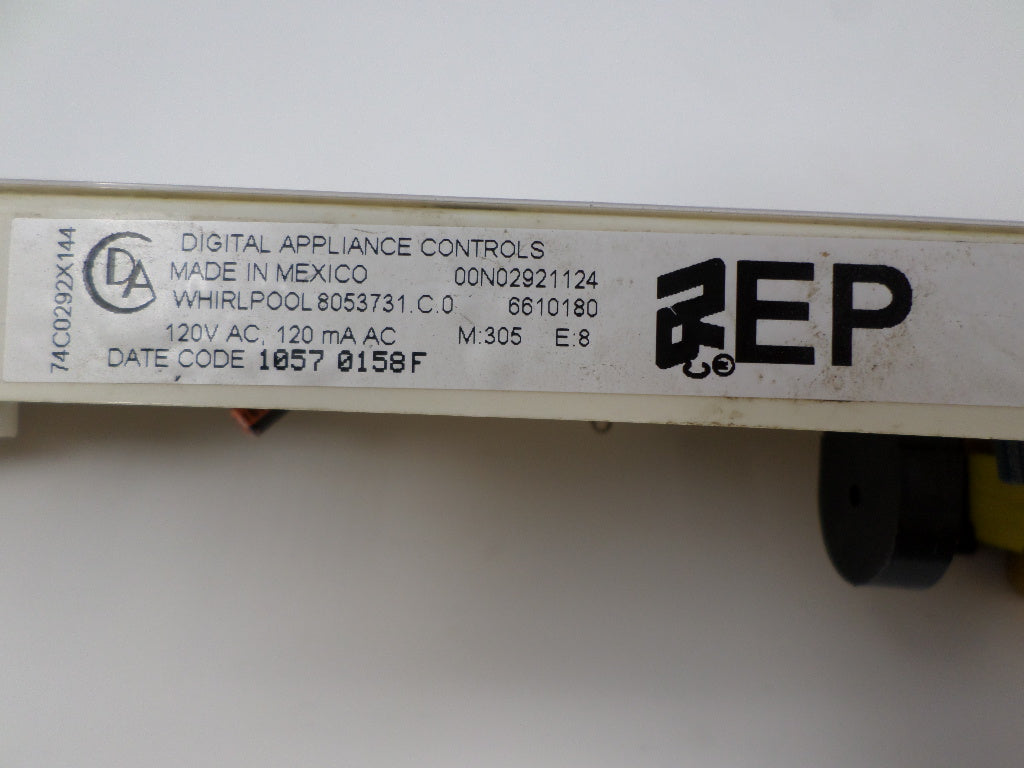 74C0292X144
DA
DIGITAL APPLIANCE CONTROLS
MADE IN MEXICO 00N02921124
WHIRLPOOL 8053731.C.0 6610180
120V AC, 120 mA AC M:305 E:8
DATE CODE 1057 0158F
EP